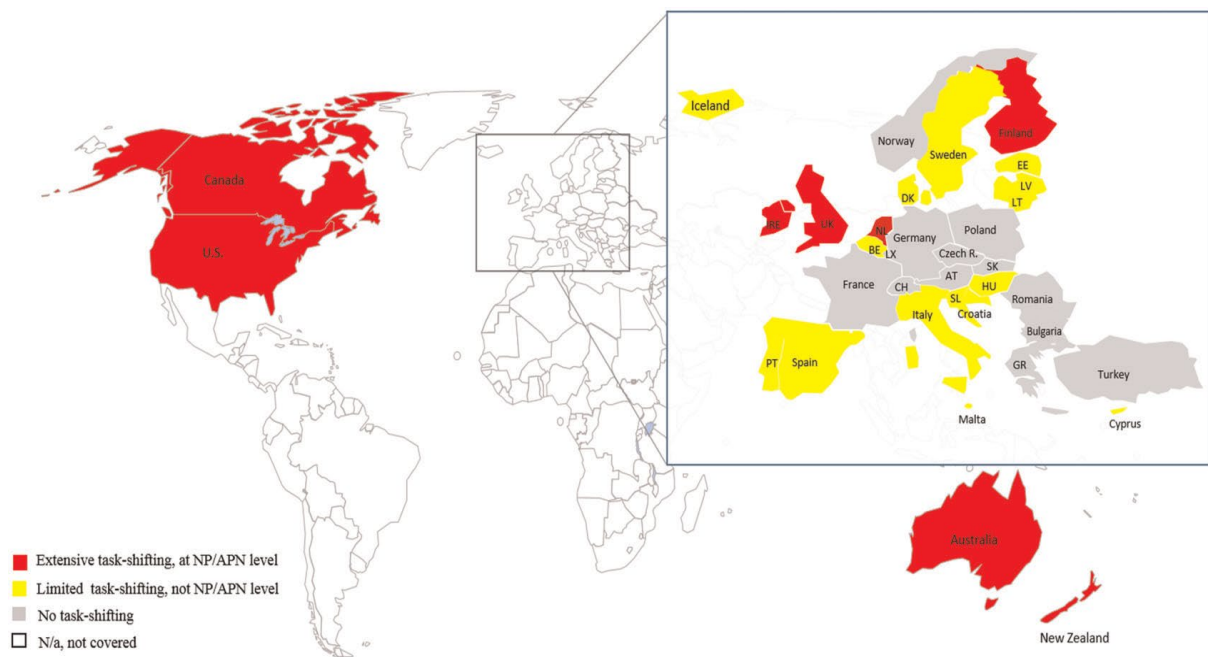 Iceland
Norway
Finland
Sweden
EE
LV
DK
LT
Canada
IRE
UK
NL
Germany
Poland
BE
LX
Czech R.
U.S.
SK
AT
France
CH
HU
SL
Romania
Italy
Croatia
Bulgaria
PT
Spain
GR
Turkey
Malta
Cyprus
Australia
Extensive task-shifting, at NP/APN level
Limited task-shifting, not NP/APN level
No task-shifting
N/a, not covered
New Zealand